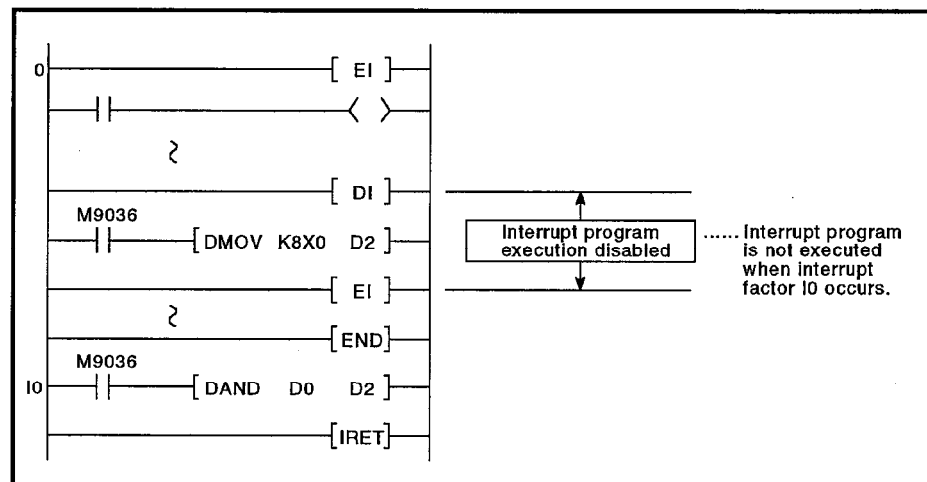 0 [ EI ]
[ DI ]
M9036
[ DMOV K8X0 D2 ]
Interrupt program
execution disabled
...... Interrupt program
is not executed
when interrupt
factor I0 occurs.
[ EI ]
[END]
M9036
I0 [ DAND D0 D2 ]
[IRET]